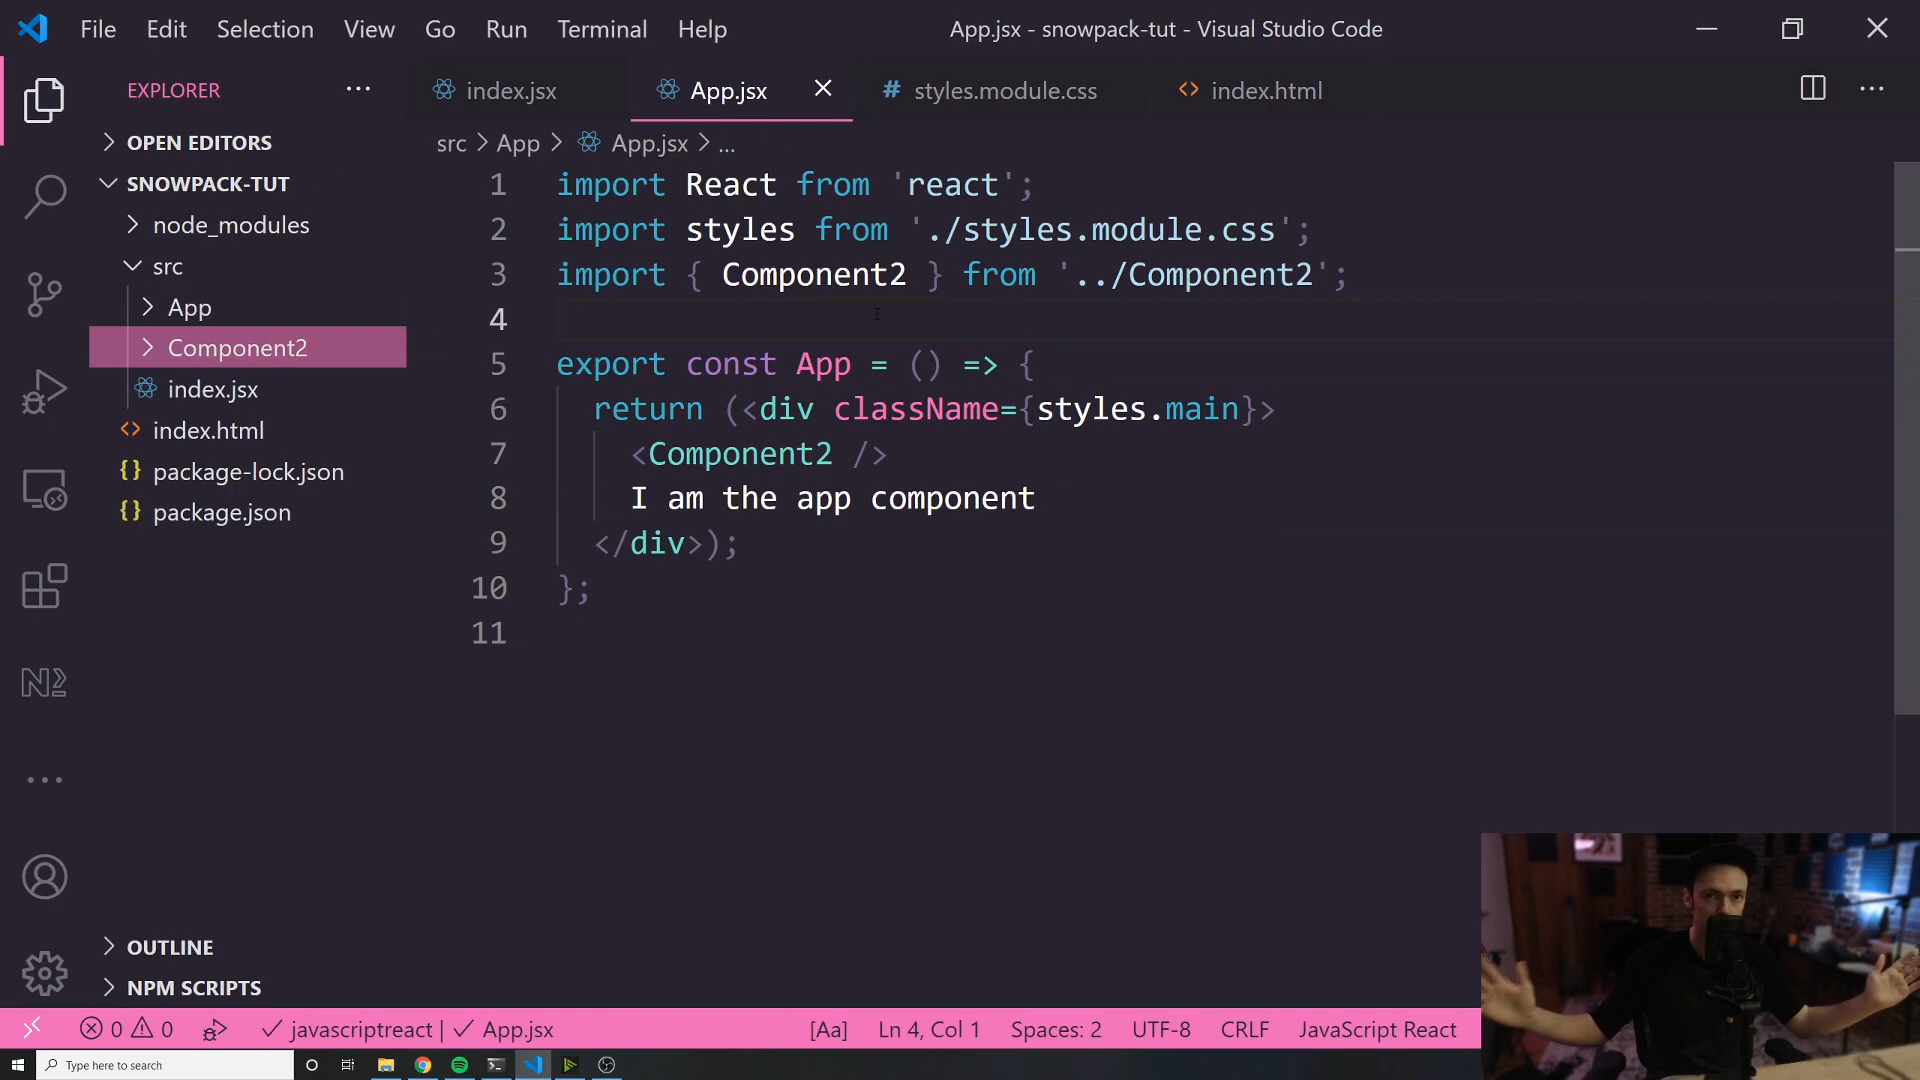 File Edit Selection View Go Run Terminal Help App.jsx - snowpack-tut - Visual Studio Code
EXPLORER ···
index.jsx App.jsx # styles.module.css <> index.html ···
OPEN EDITORS
SNOWPACK-TUT
node_modules
src
App
Component2
index.jsx
<> index.html
{} package-lock.json
{} package.json
OUTLINE
NPM SCRIPTS
src > App > App.jsx > ...
1 import React from 'react';
2 import styles from './styles.module.css';
3 import { Component2 } from '../Component2';
4
5 export const App = () => {
6 return (<div className={styles.main}>
7 <Component2 />
8 I am the app component
9 </div>);
10 };
11
0 0 javascriptreact | App.jsx [Aa] Ln 4, Col 1 Spaces: 2 UTF-8 CRLF JavaScript React
Type here to search